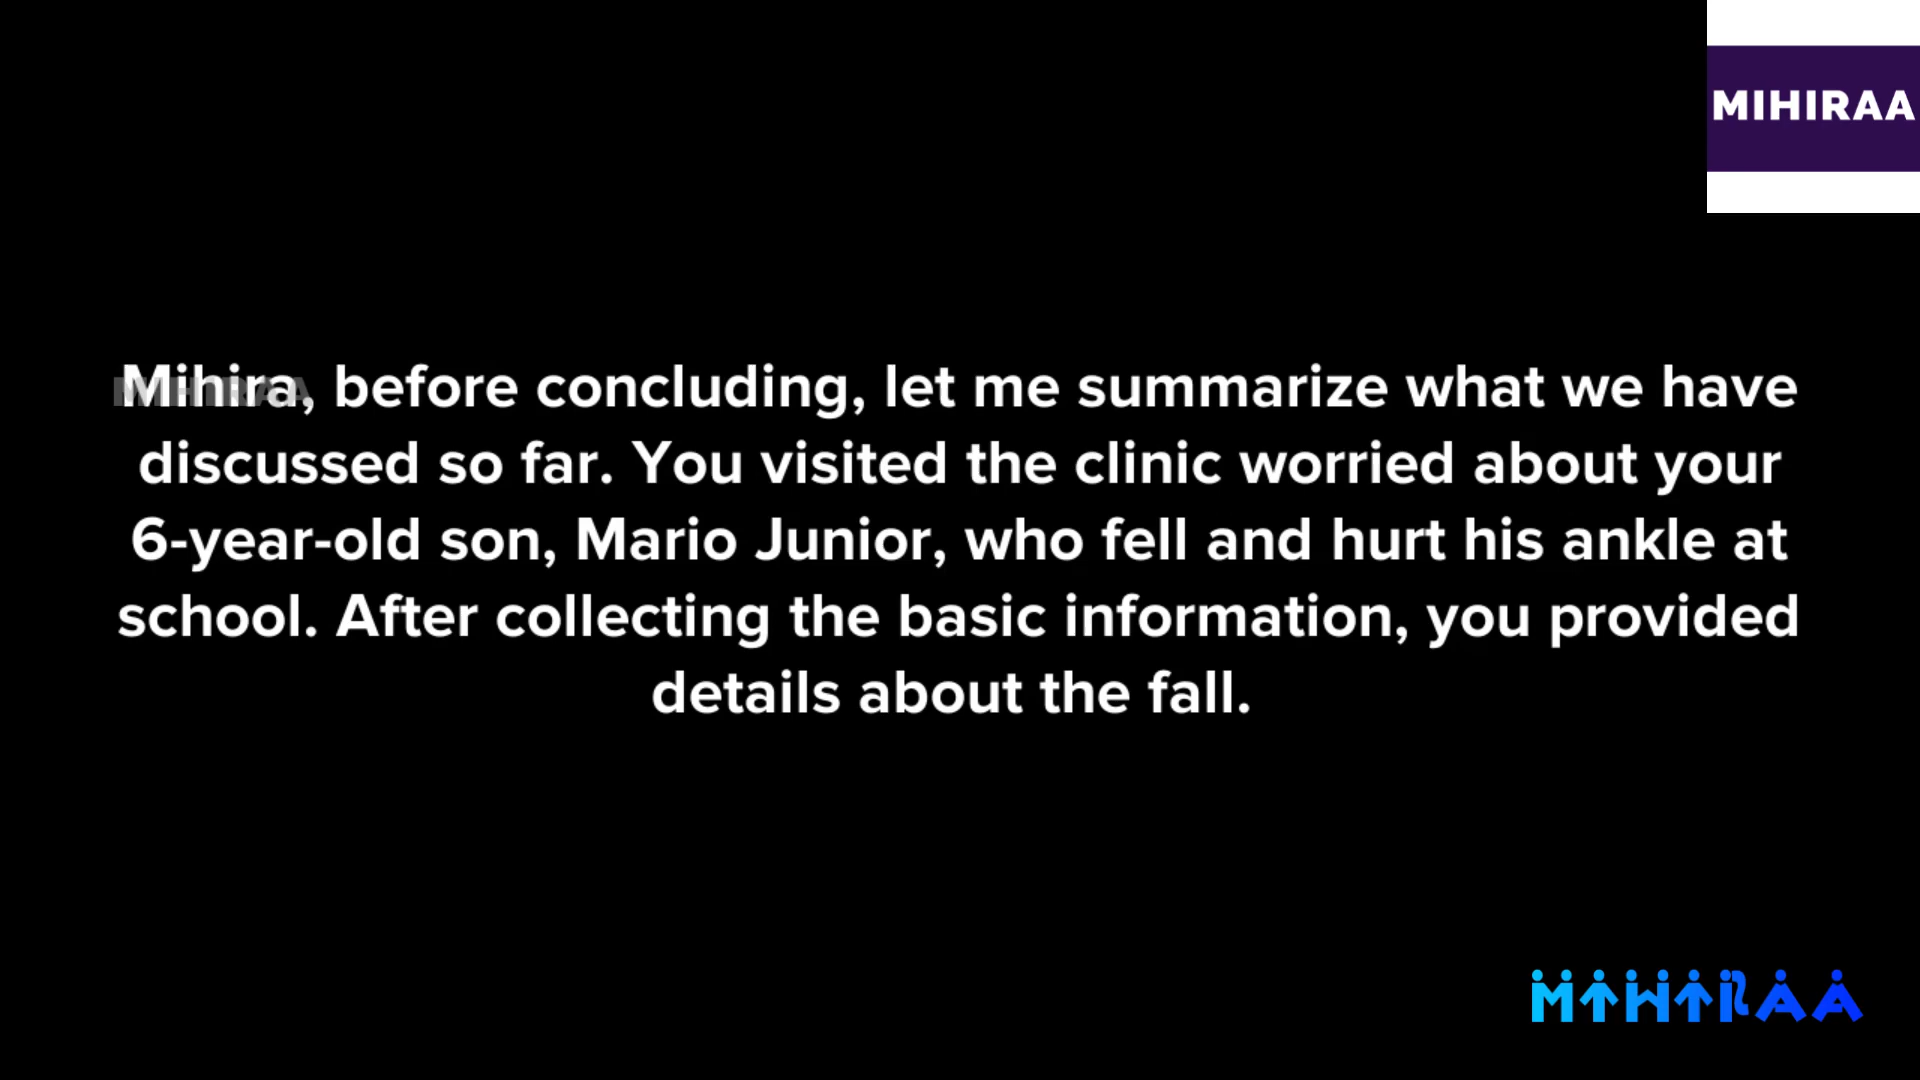 MIHIRAA
Mihira, before concluding, let me summarize what we have
discussed so far. You visited the clinic worried about your
6-year-old son, Mario Junior, who fell and hurt his ankle at
school. After collecting the basic information, you provided
details about the fall.
MIHIRAA
MIHIRAA